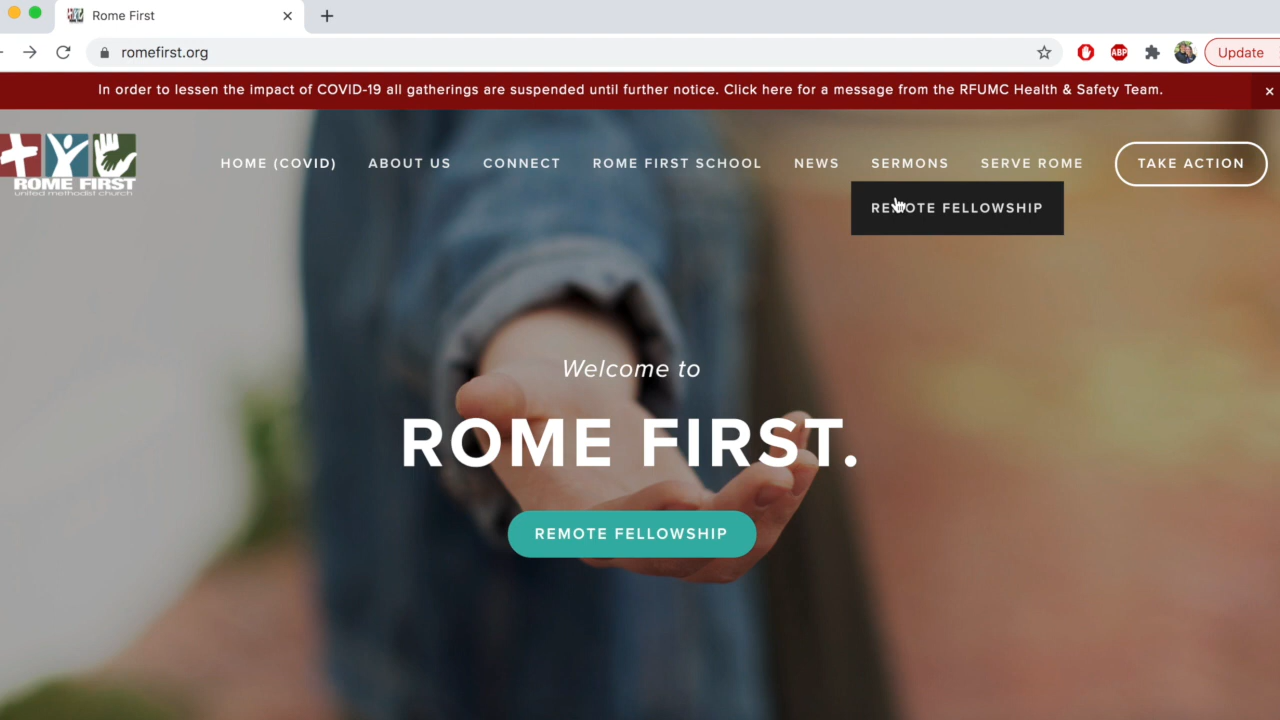 Rome First
romefirst.org
ABP
Update
In order to lessen the impact of COVID-19 all gatherings are suspended until further notice. Click here for a message from the RFUMC Health & Safety Team.
ROME FIRST
united methodist church
HOME (COVID) ABOUT US CONNECT ROME FIRST SCHOOL NEWS SERMONS SERVE ROME TAKE ACTION
REMOTE FELLOWSHIP
Welcome to
ROME FIRST.
REMOTE FELLOWSHIP